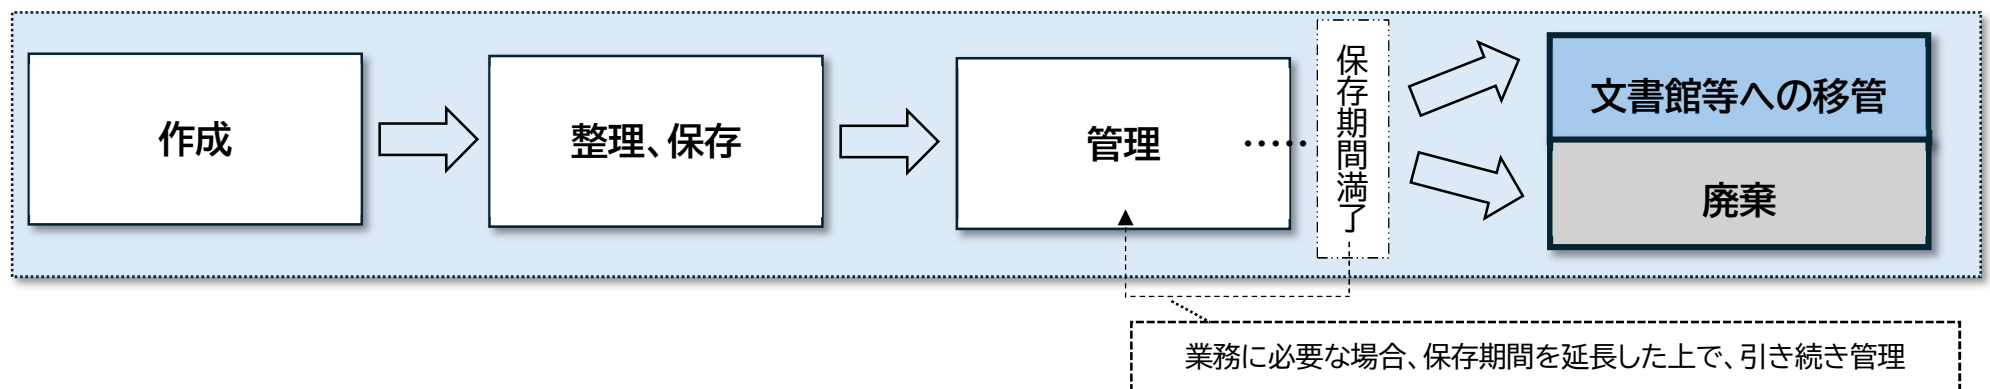 作成
整理、保存
管理
……
保存期間満了
文書館等への移管
廃棄
業務に必要な場合、保存期間を延長した上で、引き続き管理